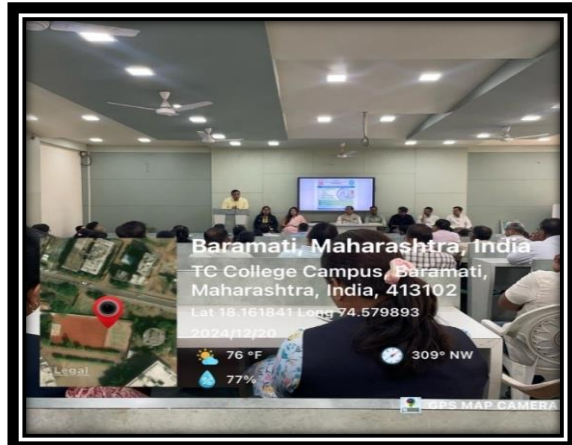 Baramati, Maharashtra, India
TC College Campus, Baramati,
Maharashtra, India, 413102
Lat 18.161841 Long 74.579893
2024/12/20
76 °F
309° NW
77%
Legal
GPS MAP CAMERA